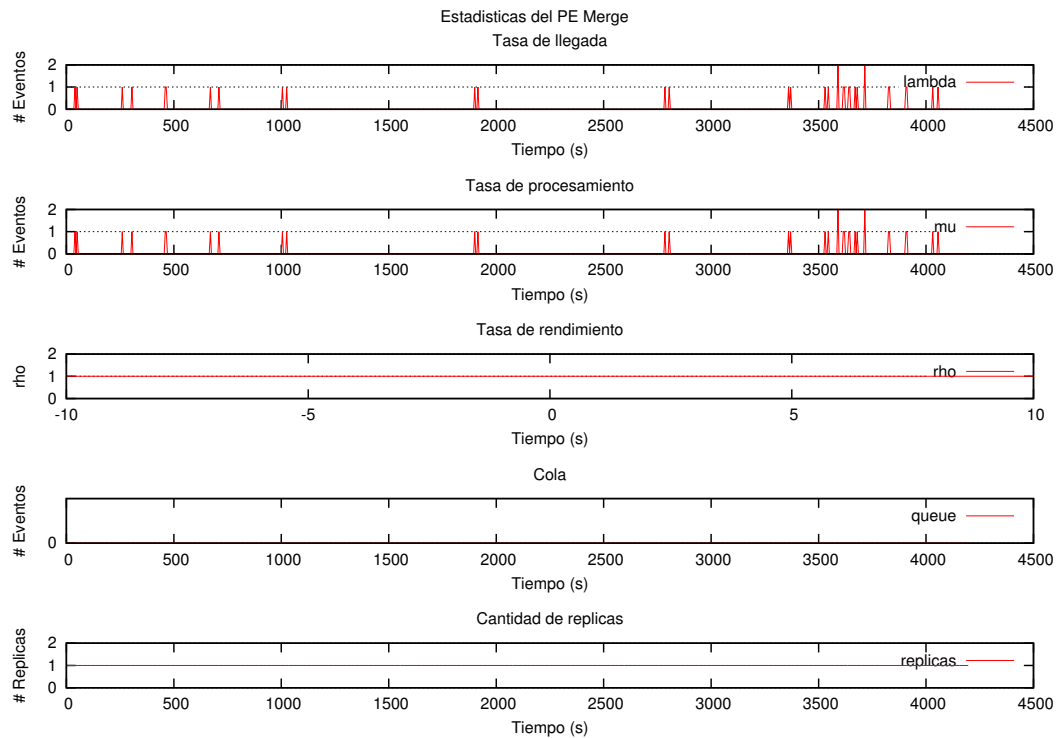 Estadisticas del PE Merge
Tasa de llegada
# Eventos
2
1
0
lambda
0 500 1000 1500 2000 2500 3000 3500 4000 4500
Tiempo (s)
Tasa de procesamiento
# Eventos
2
1
0
mu
0 500 1000 1500 2000 2500 3000 3500 4000 4500
Tiempo (s)
Tasa de rendimiento
rho
2
1
0
rho
-10 -5 0 5 10
Tiempo (s)
Cola
# Eventos
queue
0
0 500 1000 1500 2000 2500 3000 3500 4000 4500
Tiempo (s)
Cantidad de replicas
# Replicas
2
1
0
replicas
0 500 1000 1500 2000 2500 3000 3500 4000 4500
Tiempo (s)